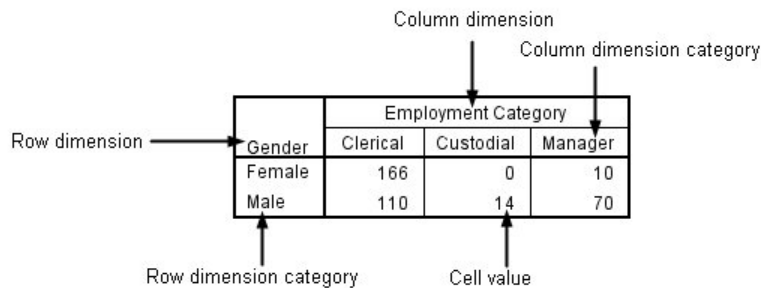 Column dimension
Column dimension category
Employment Category
Row dimension
Gender Clerical Custodial Manager
Female 166 0 10
Male 110 14 70
Row dimension category
Cell value